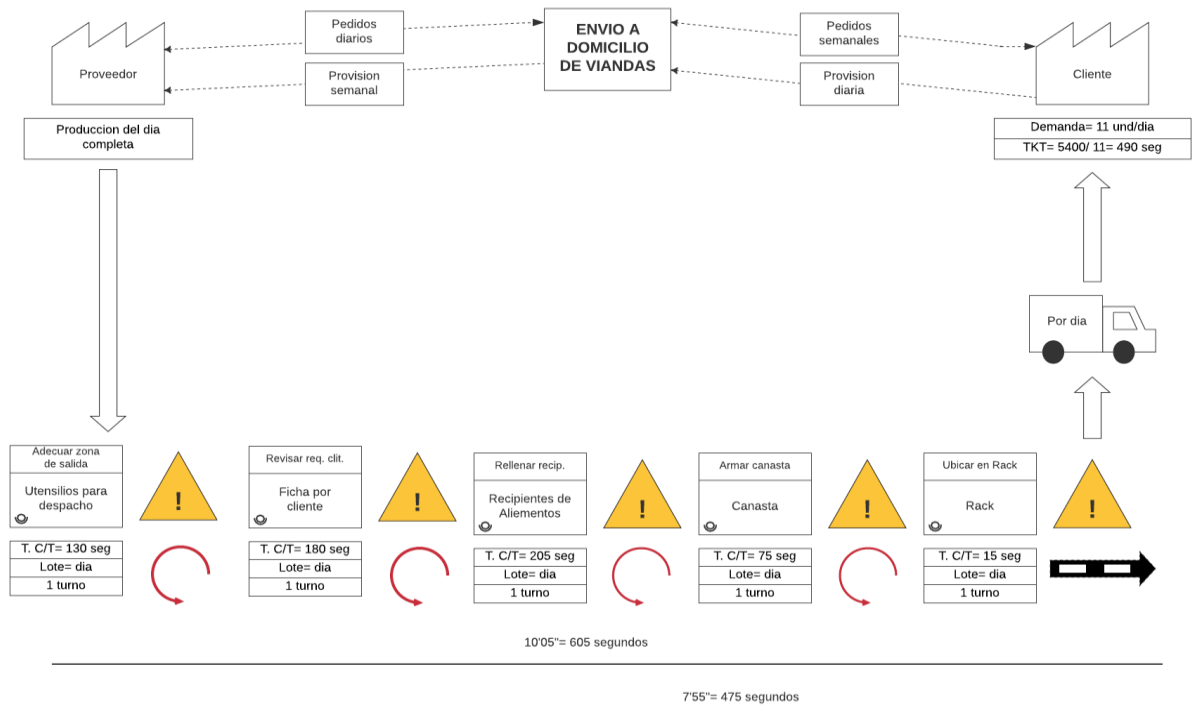 Pedidos
diarios
ENVIO A
DOMICILIO
DE VIANDAS
Pedidos
semanales
Proveedor
Provision
semanal
Provision
diaria
Cliente
Produccion del dia
completa
Demanda= 11 und/dia
TKT= 5400/ 11= 490 seg
Por dia
Adecuar zona
de salida
Utensilios para
despacho
!
Revisar req. clit.
Ficha por
cliente
!
Rellenar recip.
Recipientes de
Aliementos
!
Armar canasta
Canasta
!
Ubicar en Rack
Rack
!
T. C/T= 130 seg
Lote= dia
1 turno
T. C/T= 180 seg
Lote= dia
1 turno
T. C/T= 205 seg
Lote= dia
1 turno
T. C/T= 75 seg
Lote= dia
1 turno
T. C/T= 15 seg
Lote= dia
1 turno
10'05"= 605 segundos
7'55"= 475 segundos